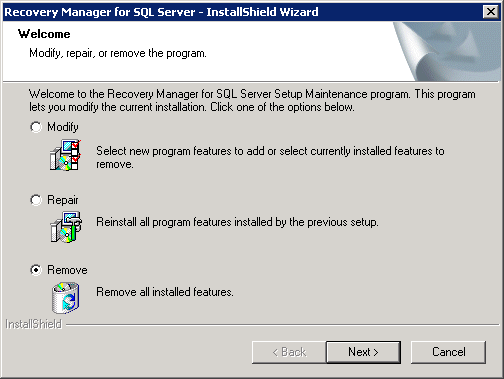 Recovery Manager for SQL Server - InstallShield Wizard
Welcome
Modify, repair, or remove the program.
Welcome to the Recovery Manager for SQL Server Setup Maintenance program. This program
lets you modify the current installation. Click one of the options below.
Modify
Select new program features to add or select currently installed features to
remove.
Repair
Reinstall all program features installed by the previous setup.
Remove
Remove all installed features.
InstallShield
< Back
Next >
Cancel